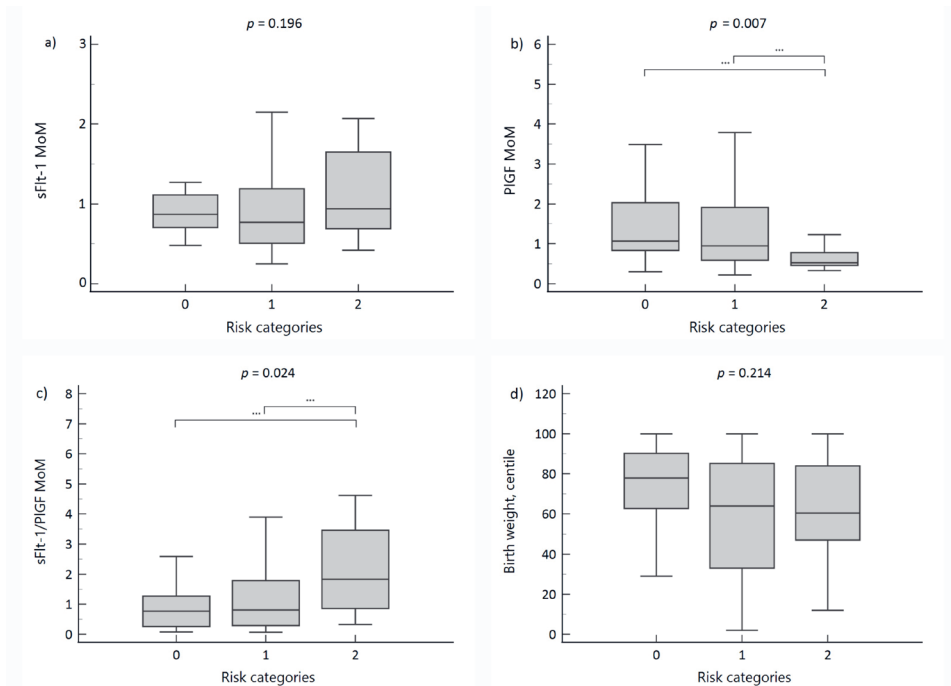 p = 0.196
a)
3
2
1
0
sFlt-1 MoM
0 1 2
Risk categories
p = 0.007
b)
6
5
4
3
2
1
0
PlGF MoM
...
...
0 1 2
Risk categories
p = 0.024
c)
8
7
6
5
4
3
2
1
0
sFlt-1/PlGF MoM
...
...
0 1 2
Risk categories
p = 0.214
d)
120
100
80
60
40
20
0
Birth weight, centile
0 1 2
Risk categories